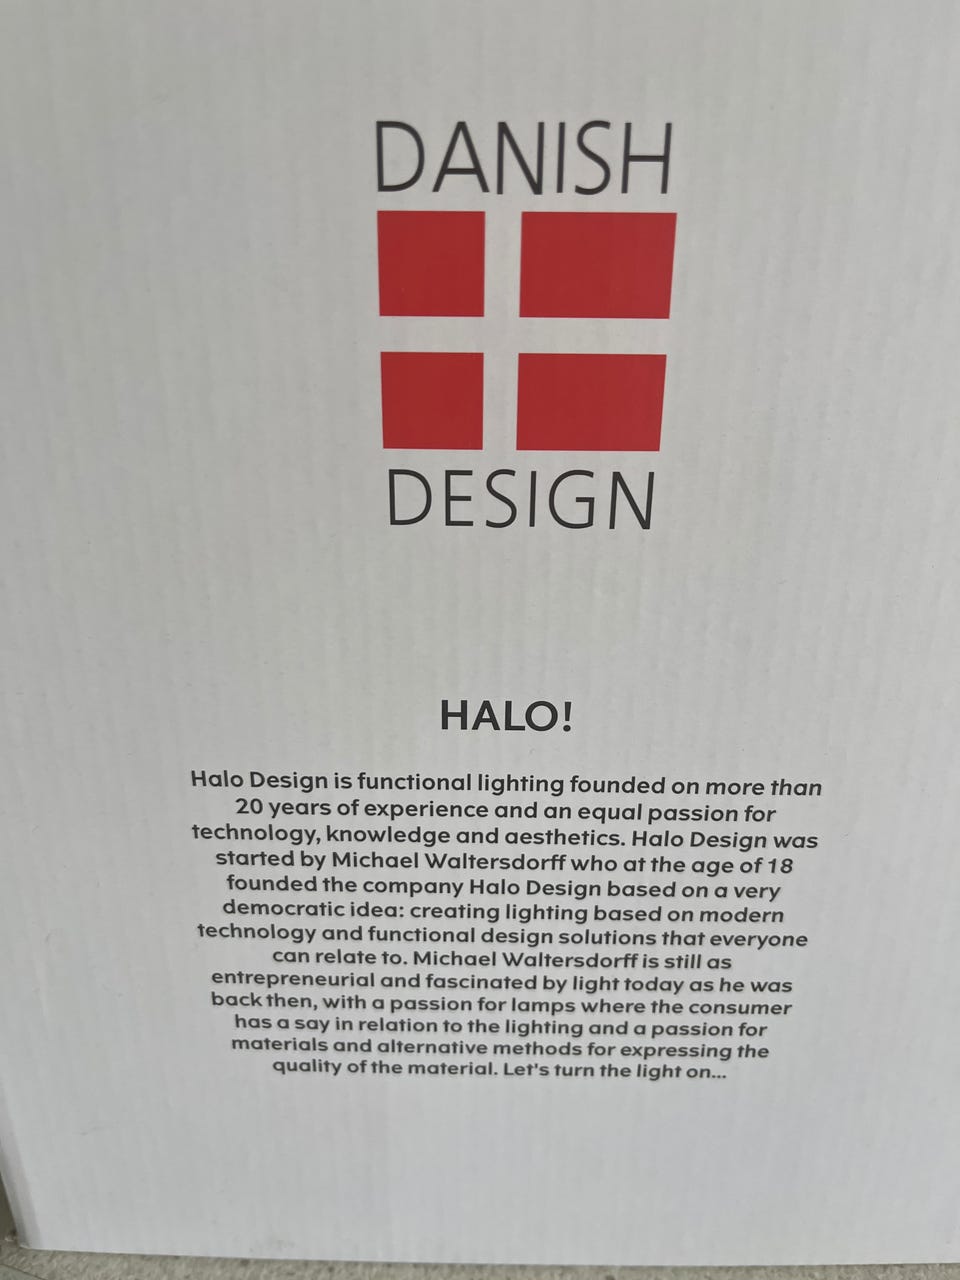 DANISH
DESIGN
HALO!
Halo Design is functional lighting founded on more than
20 years of experience and an equal passion for
technology, knowledge and aesthetics. Halo Design was
started by Michael Waltersdorff who at the age of 18
founded the company Halo Design based on a very
democratic idea: creating lighting based on modern
technology and functional design solutions that everyone
can relate to. Michael Waltersdorff is still as
entrepreneurial and fascinated by light today as he was
back then, with a passion for lamps where the consumer
has a say in relation to the lighting and a passion for
materials and alternative methods for expressing the
quality of the material. Let's turn the light on...